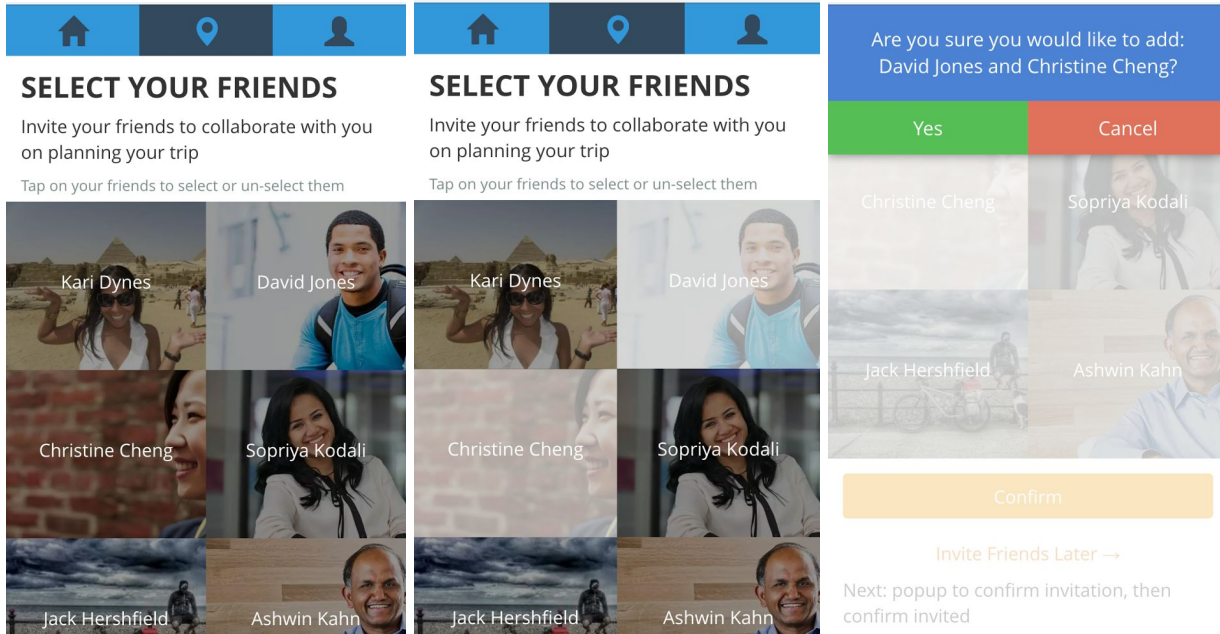 SELECT YOUR FRIENDS
Invite your friends to collaborate with you
on planning your trip
Tap on your friends to select or un-select them
Kari Dynes
David Jones
Christine Cheng
Sopriya Kodali
Jack Hershfield
Ashwin Kahn
SELECT YOUR FRIENDS
Invite your friends to collaborate with you
on planning your trip
Tap on your friends to select or un-select them
Kari Dynes
David Jones
Christine Cheng
Sopriya Kodali
Jack Hershfield
Ashwin Kahn
Are you sure you would like to add:
David Jones and Christine Cheng?
Yes
Cancel
Christine Cheng
Sopriya Kodali
Jack Hershfield
Ashwin Kahn
Confirm
Invite Friends Later →
Next: popup to confirm invitation, then
confirm invited